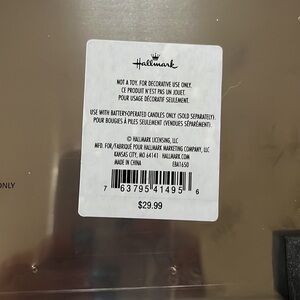 Hallmark
NOT A TOY. FOR DECORATIVE USE ONLY.
CE PRODUIT N'EST PAS UN JOUET.
POUR USAGE DÉCORATIF SEULEMENT.
USE WITH BATTERY-OPERATED CANDLES ONLY (SOLD SEPARATELY).
POUR BOUGIES À PILES SEULEMENT (VENDUES SÉPARÉMENT).
© HALLMARK LICENSING, LLC
MFD. FOR/FABRIQUÉ POUR HALLMARK MARKETING COMPANY, LLC
KANSAS CITY, MO 64141 HALLMARK.COM
MADE IN CHINA EBA1650
ONLY
7 63795 41495 6
$29.99